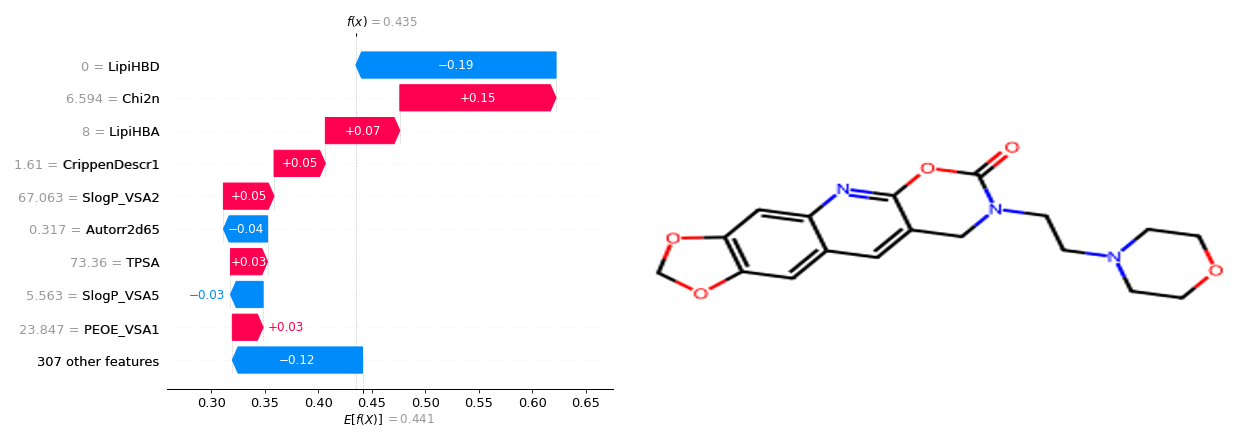 f(x) = 0.435
0 = LipiHBD
−0.19
6.594 = Chi2n
+0.15
8 = LipiHBA
+0.07
1.61 = CrippenDescr1
+0.05
67.063 = SlogP_VSA2
+0.05
0.317 = Autorr2d65
−0.04
73.36 = TPSA
+0.03
5.563 = SlogP_VSA5
−0.03
23.847 = PEOE_VSA1
+0.03
307 other features
−0.12
0.30 0.35 0.40 0.45 0.50 0.55 0.60 0.65
E[f(X)] = 0.441
O
O
N
N
O
N
O
O
O